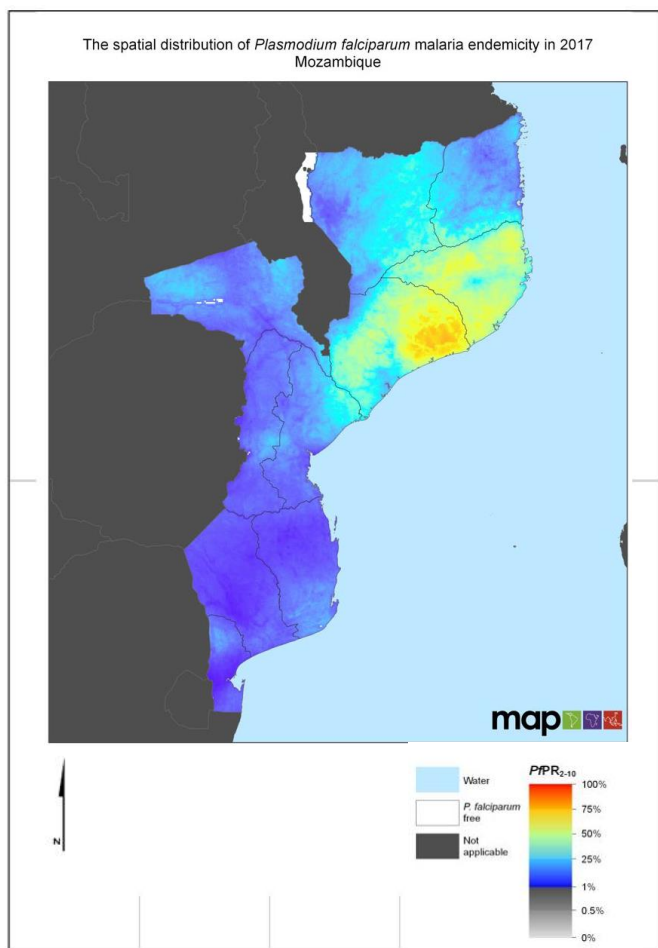 The spatial distribution of Plasmodium falciparum malaria endemicity in 2017
Mozambique
map
N
Water
P. falciparum
free
Not
applicable
PfPR2-10
100%
75%
50%
25%
1%
0.5%
0%